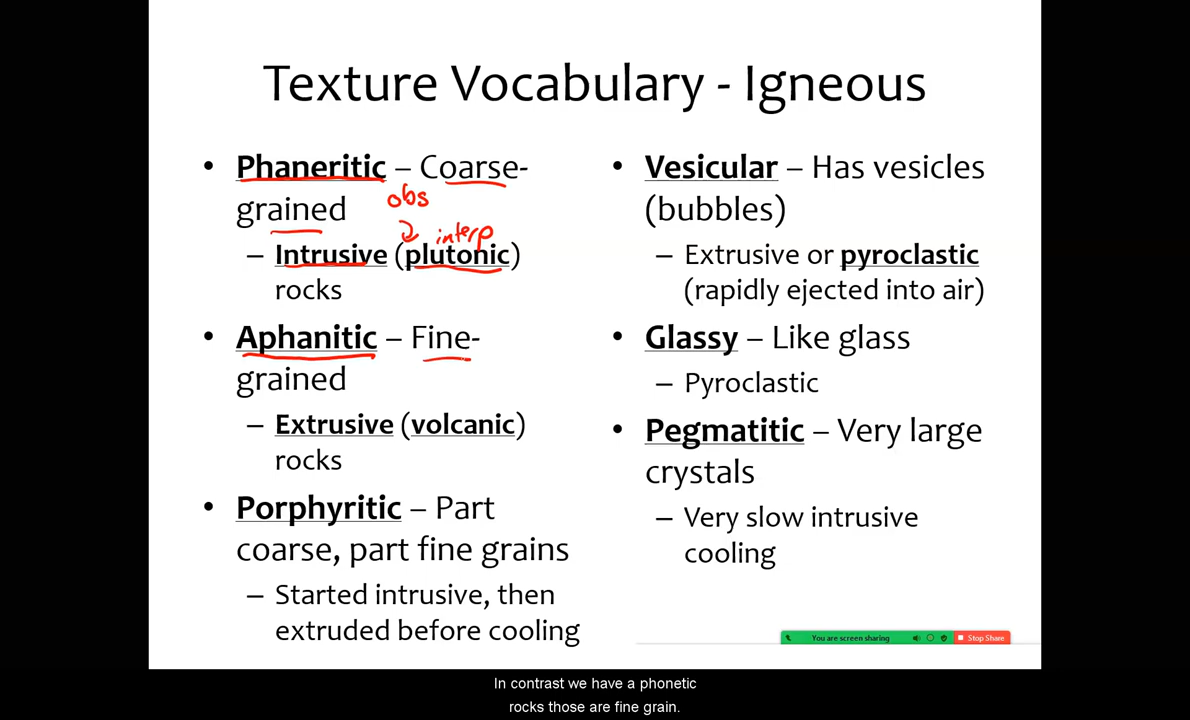 Texture Vocabulary - Igneous
• Phaneritic – Coarse-
grained
obs
interp
– Intrusive (plutonic)
rocks
• Aphanitic – Fine-
grained
– Extrusive (volcanic)
rocks
• Porphyritic – Part
coarse, part fine grains
– Started intrusive, then
extruded before cooling
• Vesicular – Has vesicles
(bubbles)
– Extrusive or pyroclastic
(rapidly ejected into air)
• Glassy – Like glass
– Pyroclastic
• Pegmatitic – Very large
crystals
– Very slow intrusive
cooling
You are screen sharing
Stop Share
In contrast we have a phonetic
rocks those are fine grain.